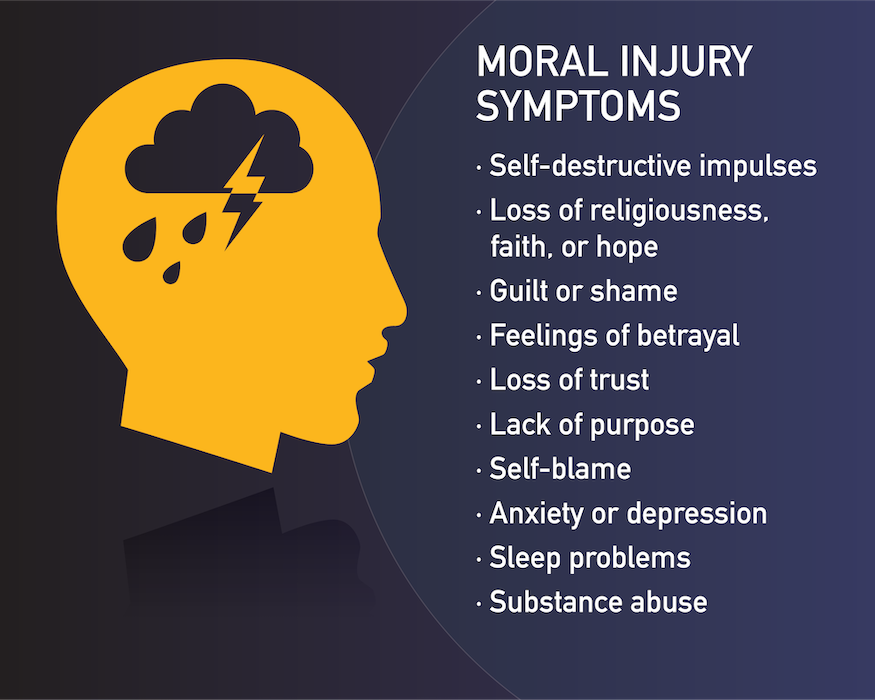 MORAL INJURY
SYMPTOMS
· Self-destructive impulses
· Loss of religiousness,
faith, or hope
· Guilt or shame
· Feelings of betrayal
· Loss of trust
· Lack of purpose
· Self-blame
· Anxiety or depression
· Sleep problems
· Substance abuse